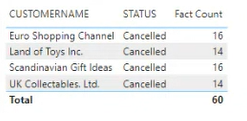 CUSTOMERNAME STATUS Fact Count
Euro Shopping Channel Cancelled 16
Land of Toys Inc. Cancelled 14
Scandinavian Gift Ideas Cancelled 16
UK Collectables. Ltd. Cancelled 14
Total 60